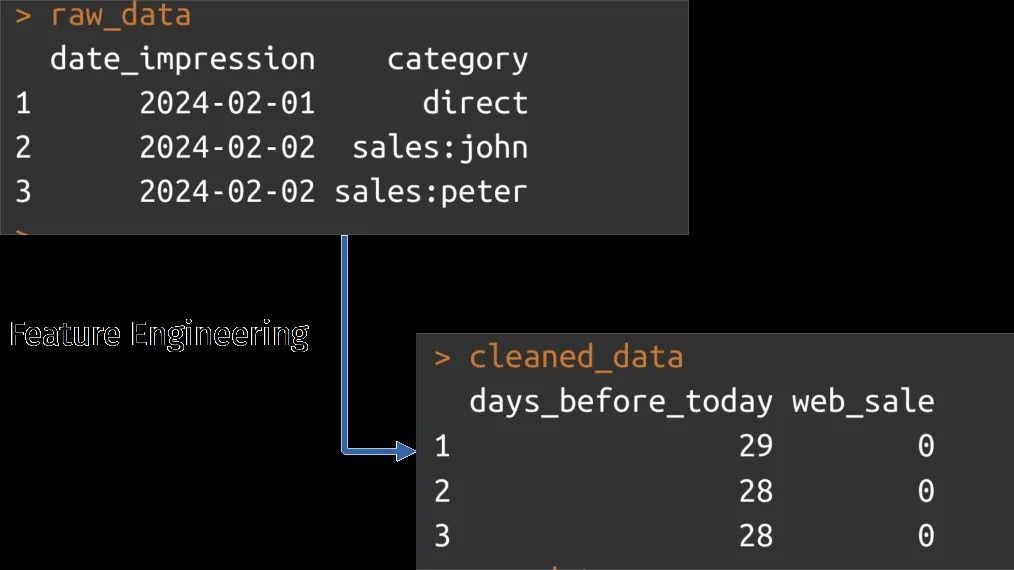 > raw_data
date_impression category
1 2024-02-01 direct
2 2024-02-02 sales:john
3 2024-02-02 sales:peter
>
Feature Engineering
> cleaned_data
days_before_today web_sale
1 29 0
2 28 0
3 28 0